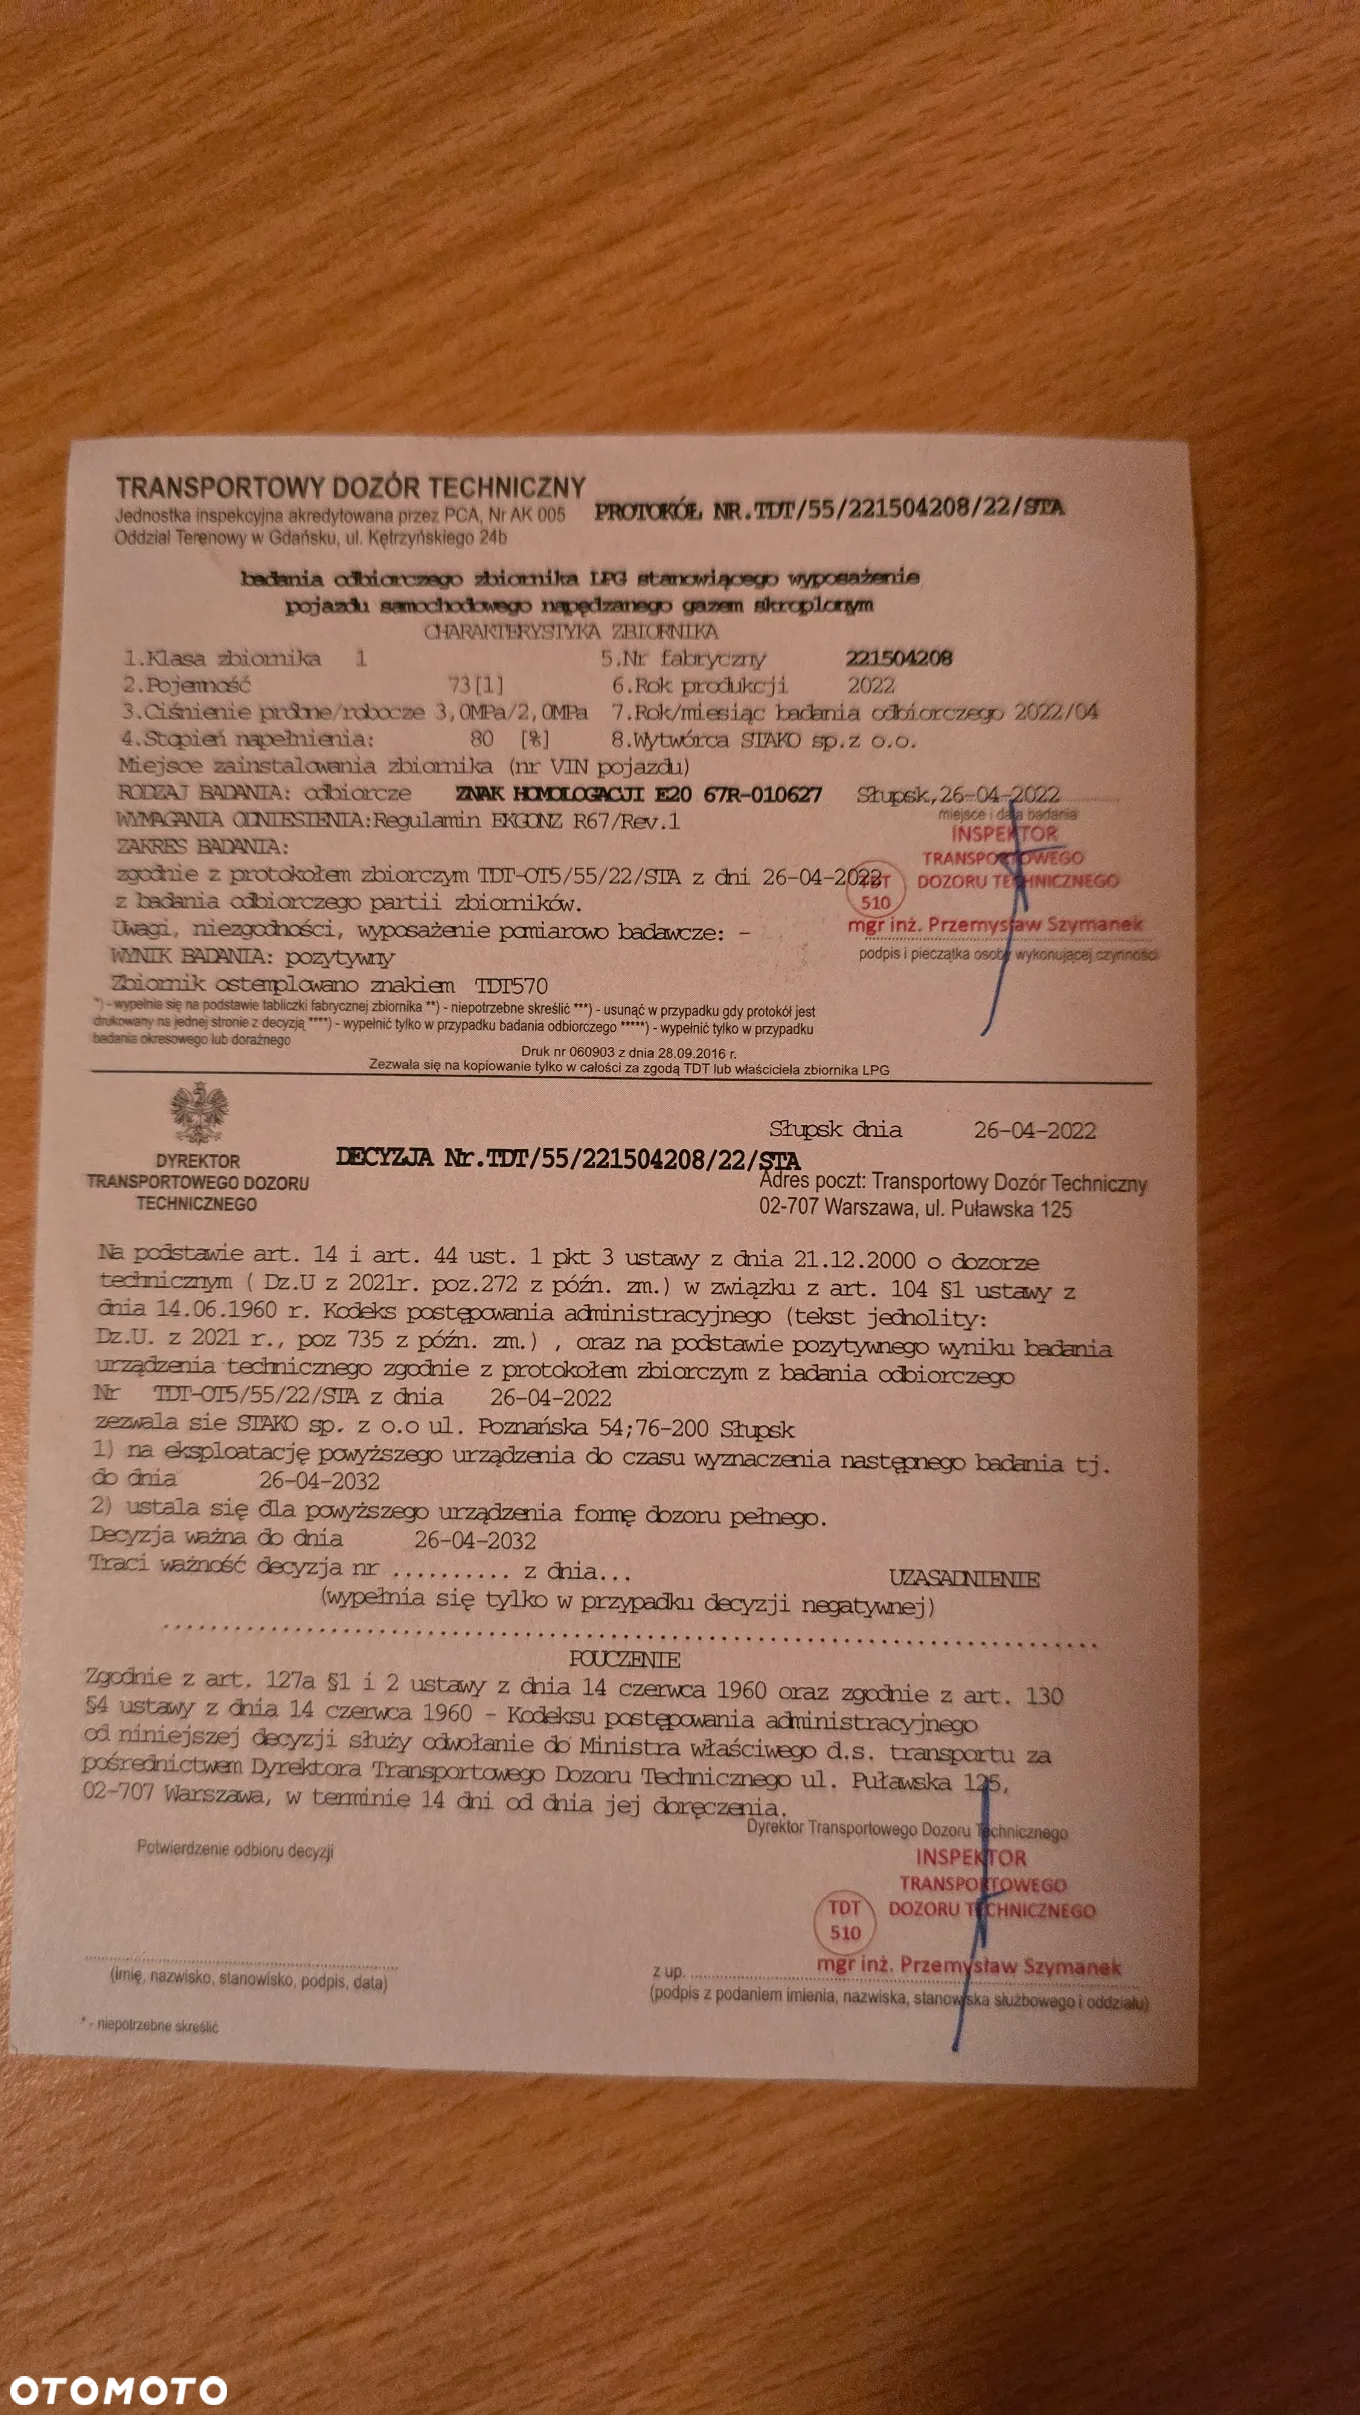 TRANSPORTOWY DOZÓR TECHNICZNY
Jednostka inspekcyjna akredytowana przez PCA, Nr AK 005
PROTOKÓŁ NR.TDT/55/221504208/22/STA
Oddział Terenowy w Gdańsku, ul. Kętrzyńskiego 24b
badania odbiorczego zbiornika LPG stanowiącego wyposażenie
pojazdu samochodowego napędzanego gazem skroplonym
CHARAKTERYSTYKA ZBIORNIKA
1.Klasa zbiornika 1 5.Nr fabryczny 221504208
2.Pojemność 73[l] 6.Rok produkcji 2022
3.Ciśnienie próbne/robocze 3,0MPa/2,0MPa 7.Rok/miesiąc badania odbiorczego 2022/04
4.Stopień napełnienia: 80 [%] 8.Wytwórca STAKO sp.z o.o.
Miejsce zainstalowania zbiornika (nr VIN pojazdu)
RODZAJ BADANIA: odbiorcze ZNAK HOMOLOGACJI E20 67R-010627 Słupsk,26-04-2022
miejsce i data badania
WYMAGANIA ODNIESIENIA:Regulamin EKGONZ R67/Rev.1
INSPEKTOR
TRANSPORTOWEGO
DOZORU TECHNICZNEGO
TDT
510
mgr inż. Przemysław Szymanek
podpis i pieczątka osoby wykonującej czynności
ZAKRES BADANIA:
zgodnie z protokołem zbiorczym TDT-OT5/55/22/STA z dni 26-04-2022
z badania odbiorczego partii zbiorników.
Uwagi, niezgodności, wyposażenie pomiarowo badawcze: -
WYNIK BADANIA: pozytywny
Zbiornik ostemplowano znakiem TDT570
*) - wypełnia się na podstawie tabliczki fabrycznej zbiornika **) - niepotrzebne skreślić ***) - usunąć w przypadku gdy protokół jest
drukowany na jednej stronie z decyzją ****) - wypełnić tylko w przypadku badania odbiorczego *****) - wypełnić tylko w przypadku
badania okresowego lub doraźnego
Druk nr 060903 z dnia 28.09.2016 r.
Zezwala się na kopiowanie tylko w całości za zgodą TDT lub właściciela zbiornika LPG
Słupsk dnia 26-04-2022
DYREKTOR
TRANSPORTOWEGO DOZORU
TECHNICZNEGO
DECYZJA Nr.TDT/55/221504208/22/STA
Adres poczt: Transportowy Dozór Techniczny
02-707 Warszawa, ul. Puławska 125
Na podstawie art. 14 i art. 44 ust. 1 pkt 3 ustawy z dnia 21.12.2000 o dozorze
technicznym ( Dz.U z 2021r. poz.272 z późn. zm.) w związku z art. 104 §1 ustawy z
dnia 14.06.1960 r. Kodeks postępowania administracyjnego (tekst jednolity:
Dz.U. z 2021 r., poz 735 z późn. zm.) , oraz na podstawie pozytywnego wyniku badania
urządzenia technicznego zgodnie z protokołem zbiorczym z badania odbiorczego
Nr TDT-OT5/55/22/STA z dnia 26-04-2022
zezwala sie STAKO sp. z o.o ul. Poznańska 54;76-200 Słupsk
1) na eksploatację powyższego urządzenia do czasu wyznaczenia następnego badania tj.
do dnia 26-04-2032
2) ustala się dla powyższego urządzenia formę dozoru pełnego.
Decyzja ważna do dnia 26-04-2032
Traci ważność decyzja nr .......... z dnia... UZASADNIENIE
(wypełnia się tylko w przypadku decyzji negatywnej)
POUCZENIE
Zgodnie z art. 127a §1 i 2 ustawy z dnia 14 czerwca 1960 oraz zgodnie z art. 130
§4 ustawy z dnia 14 czerwca 1960 - Kodeksu postępowania administracyjnego
od niniejszej decyzji służy odwołanie do Ministra właściwego d.s. transportu za
pośrednictwem Dyrektora Transportowego Dozoru Technicznego ul. Puławska 125,
02-707 Warszawa, w terminie 14 dni od dnia jej doręczenia.
Dyrektor Transportowego Dozoru Technicznego
Potwierdzenie odbioru decyzji
INSPEKTOR
TRANSPORTOWEGO
DOZORU TECHNICZNEGO
TDT
510
mgr inż. Przemysław Szymanek
z up.
(imię, nazwisko, stanowisko, podpis, data)
(podpis z podaniem imienia, nazwiska, stanowiska służbowego i oddziału)
* - niepotrzebne skreślić
OTOMOTO